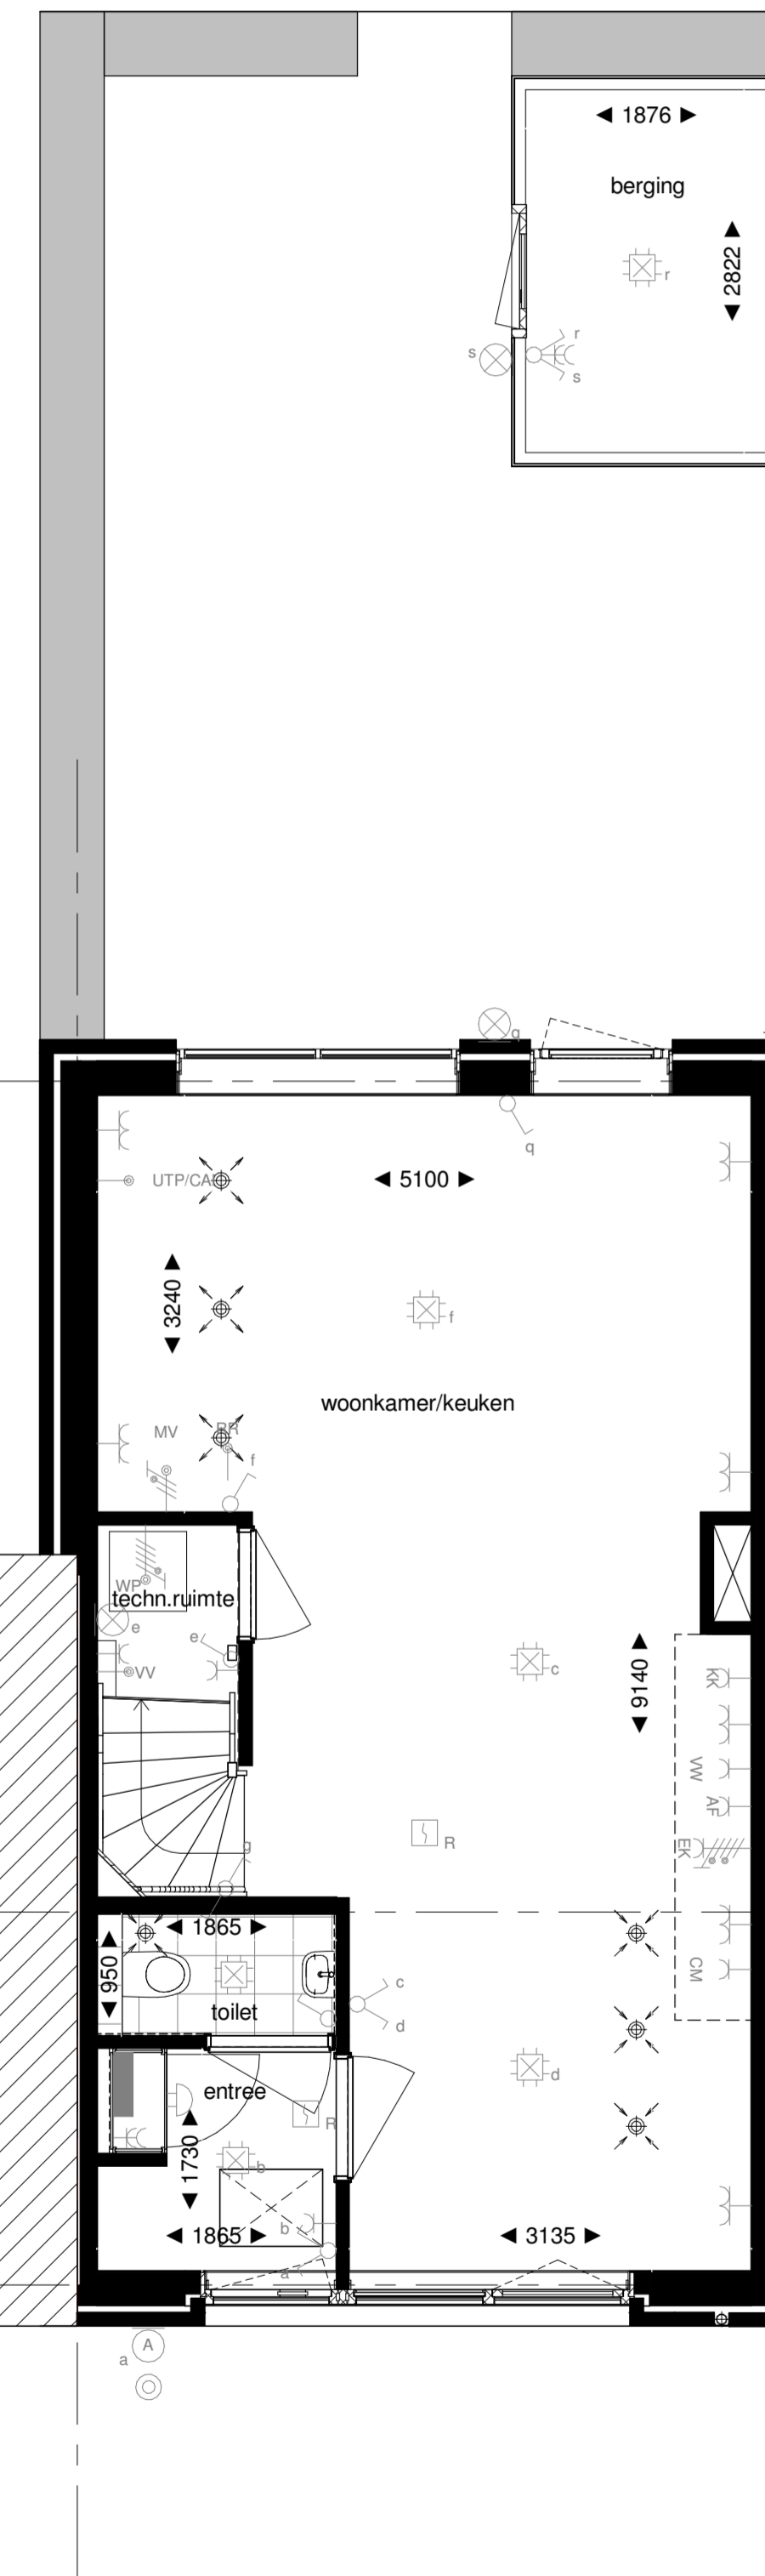 1876
berging
2822
r
r
s
s
q
q
UTP/CAI
5100
3240
f
woonkamer/keuken
MV
f
WP
techn.ruimte
e
e
VV
c
9140
KK
VW
AF
EK
R
g
CM
1865
950
toilet
c
d
d
entree
R
1730
b
b
1865
3135
a
A
a